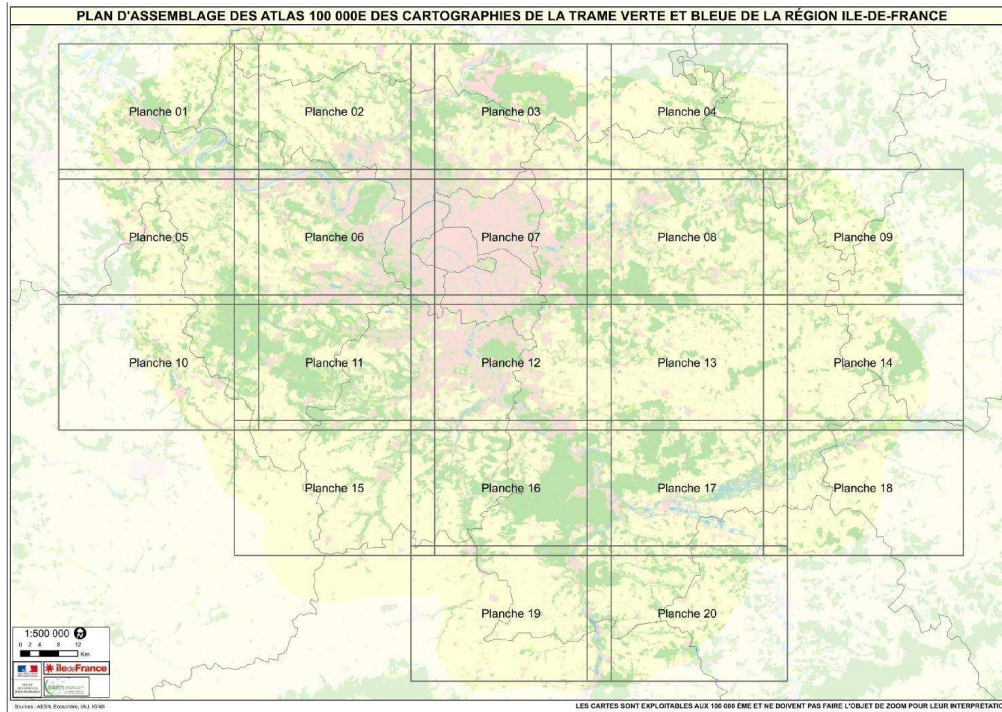 PLAN D'ASSEMBLAGE DES ATLAS 100 000E DES CARTOGRAPHIES DE LA TRAME VERTE ET BLEUE DE LA RÉGION ILE-DE-FRANCE
Planche 01
Planche 02
Planche 03
Planche 04
Planche 05
Planche 06
Planche 07
Planche 08
Planche 09
Planche 10
Planche 11
Planche 12
Planche 13
Planche 14
Planche 15
Planche 16
Planche 17
Planche 18
Planche 19
Planche 20
1:500 000
0 2 4 8 12
Km
îledeFrance
Sources : AESN, Ecosphère, IAU, IGN®
LES CARTES SONT EXPLOITABLES AUX 100 000 ÈME ET NE DOIVENT PAS FAIRE L'OBJET DE ZOOM POUR LEUR INTERPRÉTATIO